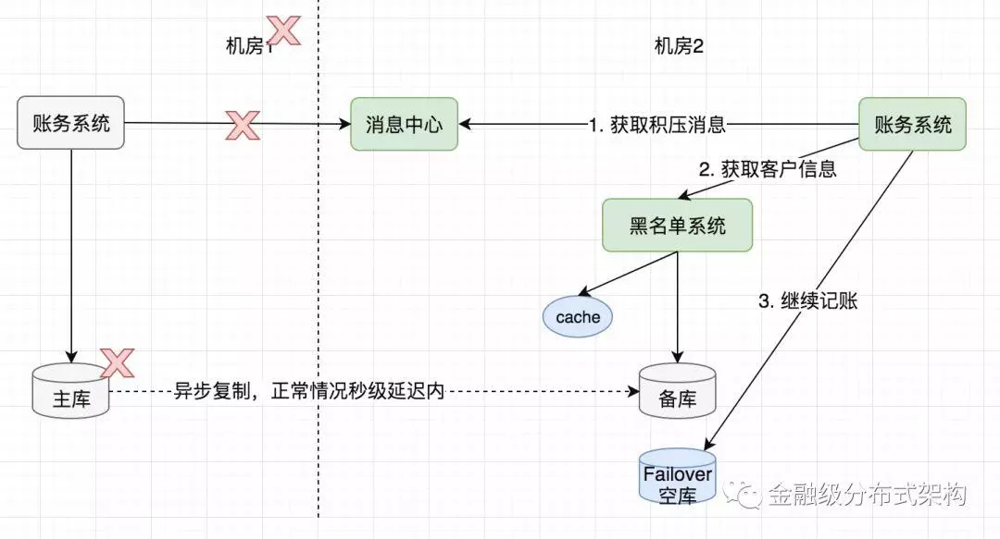 机房1
机房2
账务系统
消息中心
1. 获取积压消息
账务系统
2. 获取客户信息
黑名单系统
3. 继续记账
cache
主库
异步复制，正常情况秒级延迟内
备库
Failover
空库
金融级分布式架构